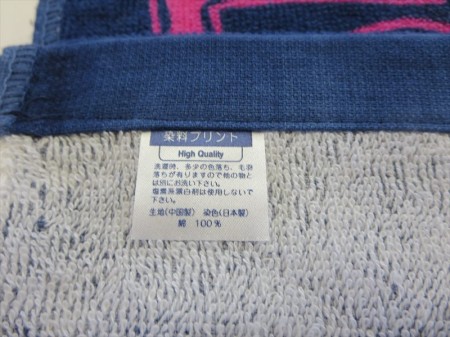 染料プリント
High Quality
洗濯時、多少の色落ち、毛羽
落ちが有りますので他の物と
は別にお洗い下さい。
塩素系漂白剤は使用しないで
下さい。
生地(中国製) 染色(日本製)
綿 100%